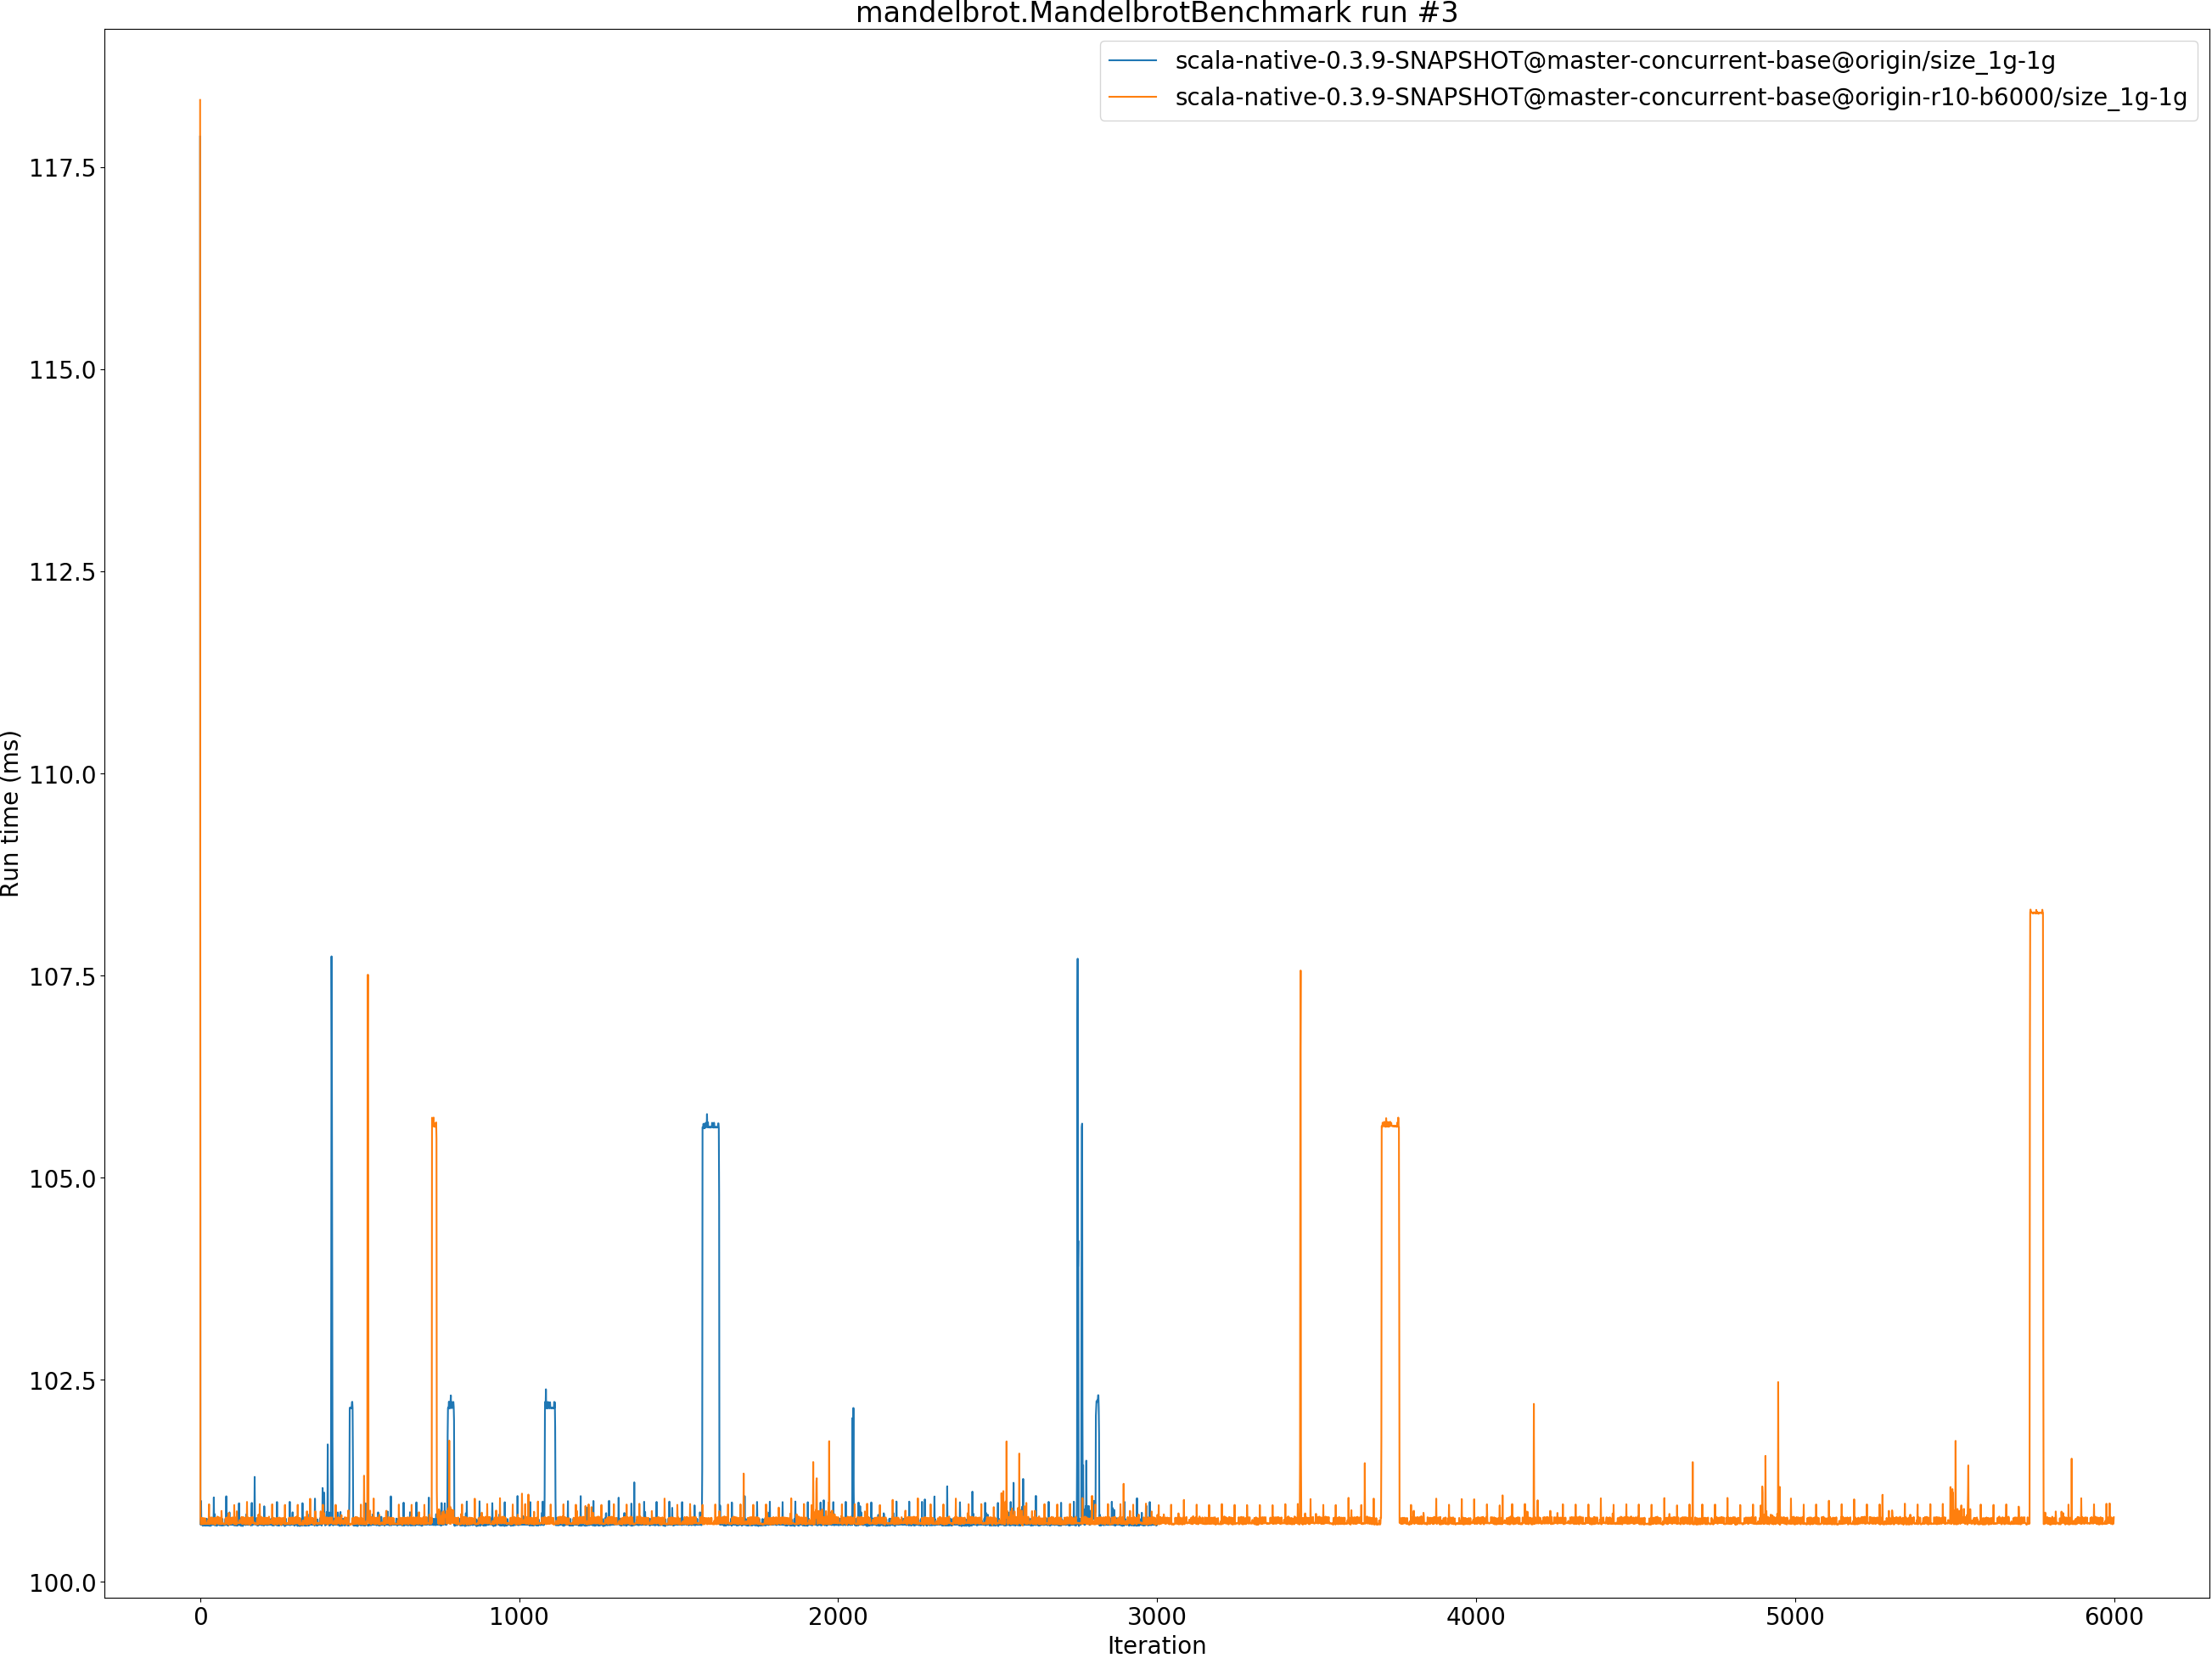 mandelbrot.MandelbrotBenchmark run #3
scala-native-0.3.9-SNAPSHOT@master-concurrent-base@origin/size_1g-1g
scala-native-0.3.9-SNAPSHOT@master-concurrent-base@origin-r10-b6000/size_1g-1g
Run time (ms)
117.5
115.0
112.5
110.0
107.5
105.0
102.5
100.0
0 1000 2000 3000 4000 5000 6000
Iteration